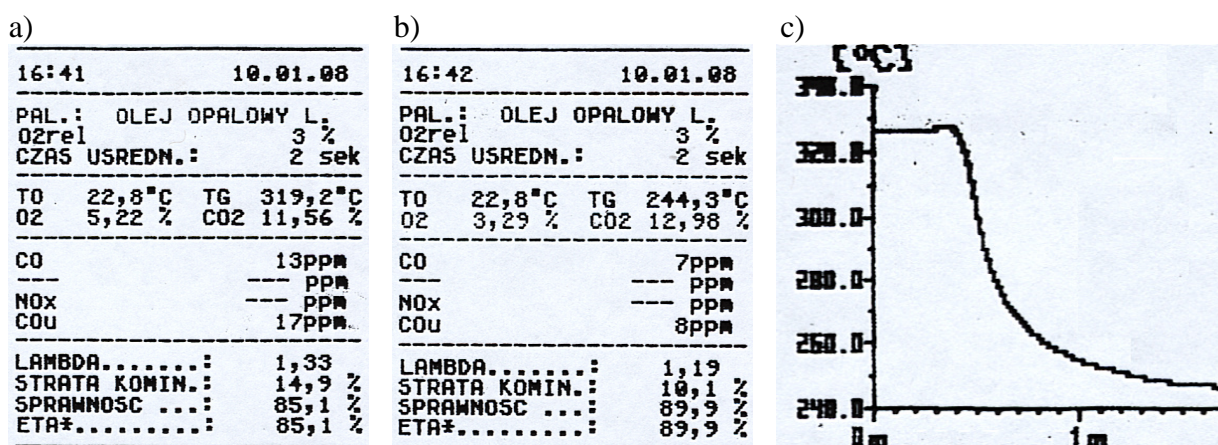 a)
16:41 10.01.08
PAL.: OLEJ OPALOWY L.
O2rel 3 %
CZAS USREDN.: 2 sek
TO 22,8°C TG 319,2°C
O2 5,22 % CO2 11,56 %
CO 13ppm
--- --- ppm
NOx --- ppm
COu 17ppm
LAMBDA.......: 1,33
STRATA KOMIN.: 14,9 %
SPRAWNOSC ...: 85,1 %
ETA*.........: 85,1 %
b)
16:42 10.01.08
PAL.: OLEJ OPALOWY L.
O2rel 3 %
CZAS USREDN.: 2 sek
TO 22,8°C TG 244,3°C
O2 3,29 % CO2 12,98 %
CO 7ppm
--- --- ppm
NOx --- ppm
COu 8ppm
LAMBDA.......: 1,19
STRATA KOMIN.: 10,1 %
SPRAWNOSC ...: 89,9 %
ETA*.........: 89,9 %
c)
[°C]
320.0
300.0
280.0
260.0
240.0
0m 1m